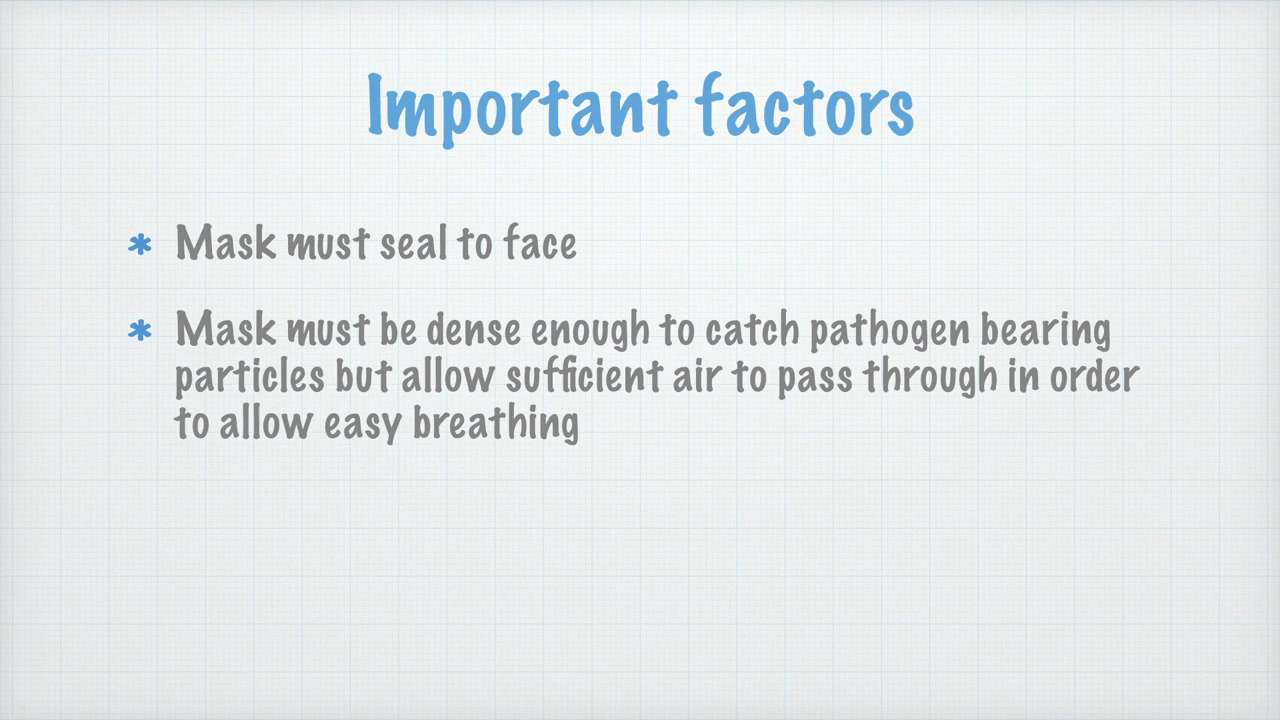 Important factors
* Mask must seal to face
* Mask must be dense enough to catch pathogen bearing
particles but allow sufficient air to pass through in order
to allow easy breathing